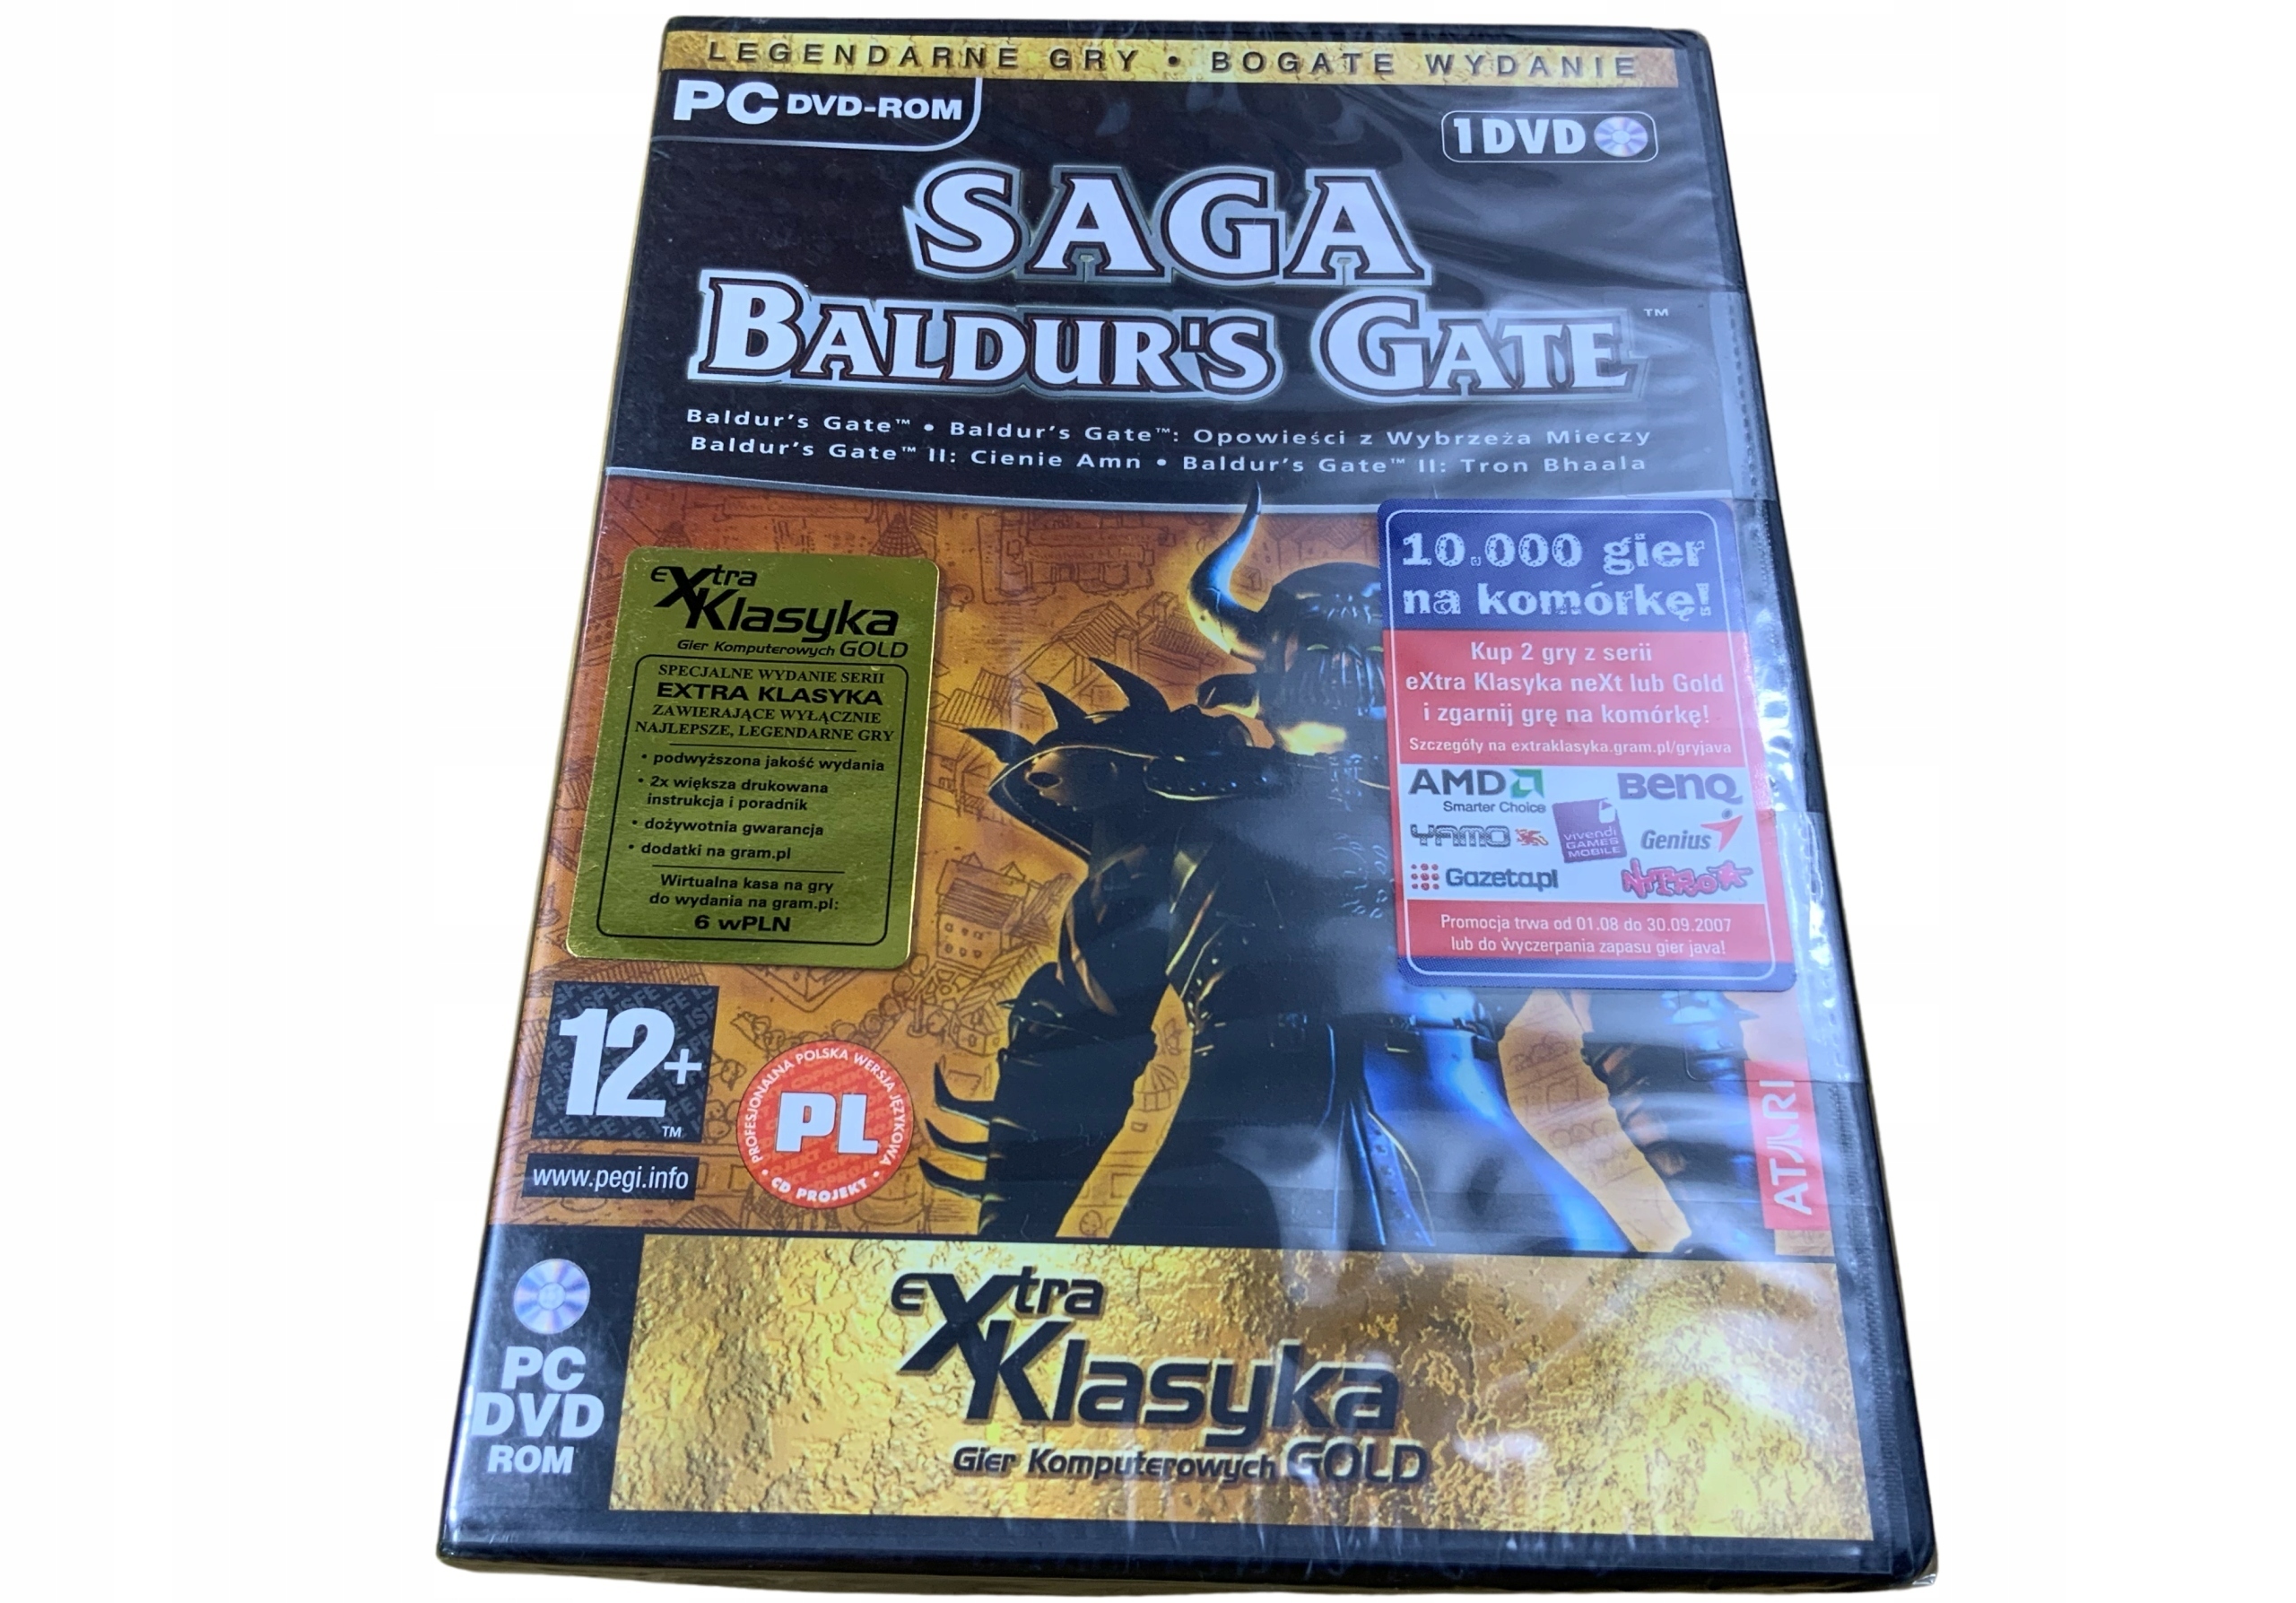 LEGENDARNE GRY • BOGATE WYDANIE
PC DVD-ROM
1DVD
SAGA
BALDUR'S GATE™
Baldur's Gate™ • Baldur's Gate™: Opowieści z Wybrzeża Mieczy
Baldur's Gate™ II: Cienie Amn • Baldur's Gate™ II: Tron Bhaala
eXtra
Klasyka
Gier Komputerowych GOLD
SPECJALNE WYDANIE SERII
EXTRA KLASYKA
ZAWIERAJĄCE WYŁĄCZNIE
NAJLEPSZE, LEGENDARNE GRY
• podwyższona jakość wydania
• 2x większa drukowana
instrukcja i poradnik
• dożywotnia gwarancja
• dodatki na gram.pl
Wirtualna kasa na gry
do wydania na gram.pl:
6 wPLN
10.000 gier
na komórkę!
Kup 2 gry z serii
eXtra Klasyka neXt lub Gold
i zgarnij grę na komórkę!
Szczegóły na extraklasyka.gram.pl/gryjava
AMD
Smarter Choice
BenQ
YAMO
vivendi
GAMES
MOBILE
Genius
Gazeta.pl
NITRO
Promocja trwa od 01.08 do 30.09.2007
lub do wyczerpania zapasu gier java!
12+
™
www.pegi.info
PROFESJONALNA POLSKA WERSJA JĘZYKOWA
PL
• CD PROJEKT •
ATARI
PC
DVD
ROM
eXtra
Klasyka
Gier Komputerowych GOLD